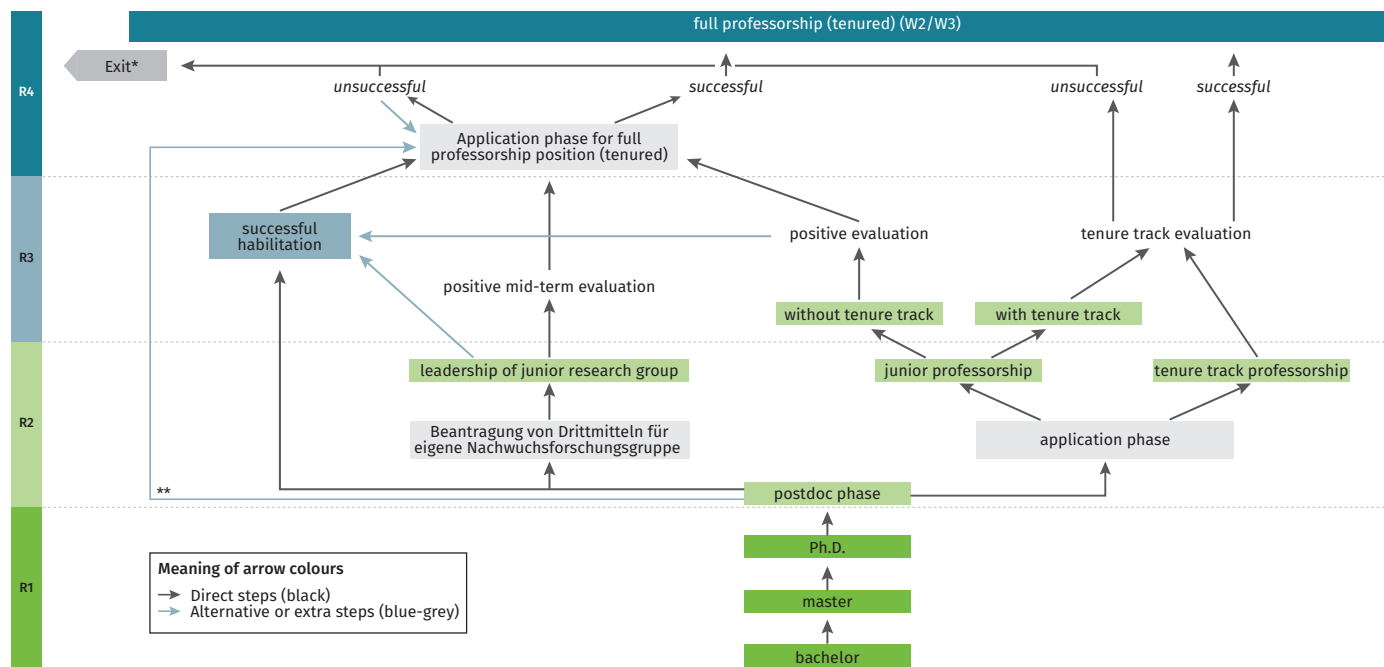 full professorship (tenured) (W2/W3)
Exit*
R4
unsuccessful
successful
unsuccessful
successful
Application phase for full
professorship position (tenured)
successful
habilitation
positive evaluation
tenure track evaluation
R3
positive mid-term evaluation
without tenure track
with tenure track
leadership of junior research group
junior professorship
tenure track professorship
R2
Beantragung von Drittmitteln für
eigene Nachwuchsforschungsgruppe
application phase
**
postdoc phase
Ph.D.
R1
master
bachelor
Meaning of arrow colours
Direct steps (black)
Alternative or extra steps (blue-grey)